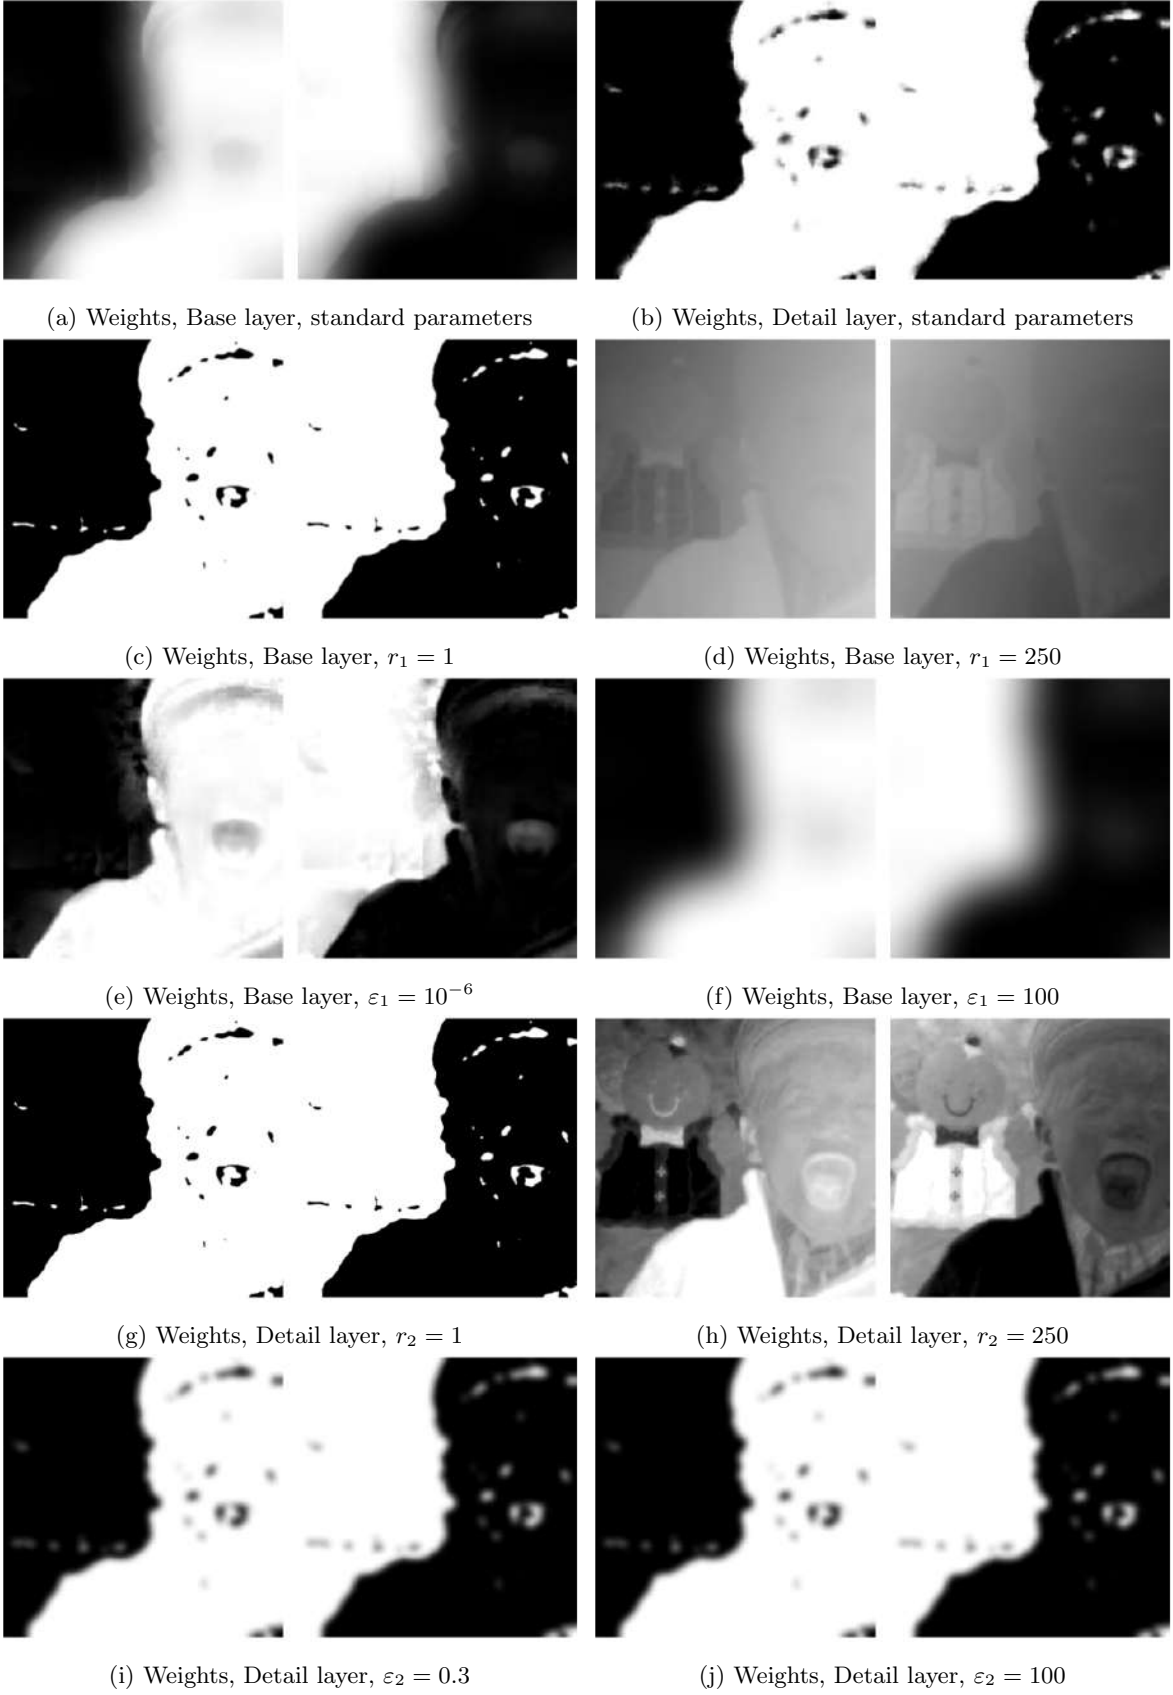 (a) Weights, Base layer, standard parameters
(b) Weights, Detail layer, standard parameters
(c) Weights, Base layer, r₁ = 1
(d) Weights, Base layer, r₁ = 250
(e) Weights, Base layer, ε₁ = 10⁻⁶
(f) Weights, Base layer, ε₁ = 100
(g) Weights, Detail layer, r₂ = 1
(h) Weights, Detail layer, r₂ = 250
(i) Weights, Detail layer, ε₂ = 0.3
(j) Weights, Detail layer, ε₂ = 100